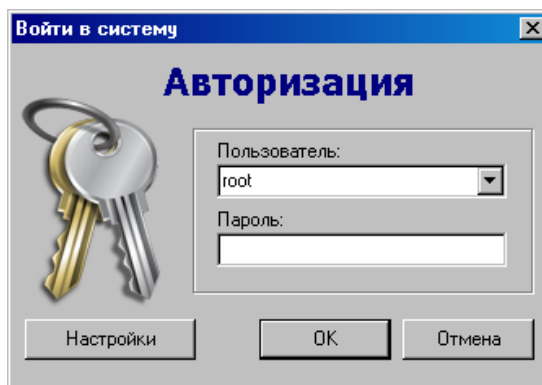 Войти в систему
Авторизация
Пользователь:
root
Пароль:
Настройки
OK
Отмена